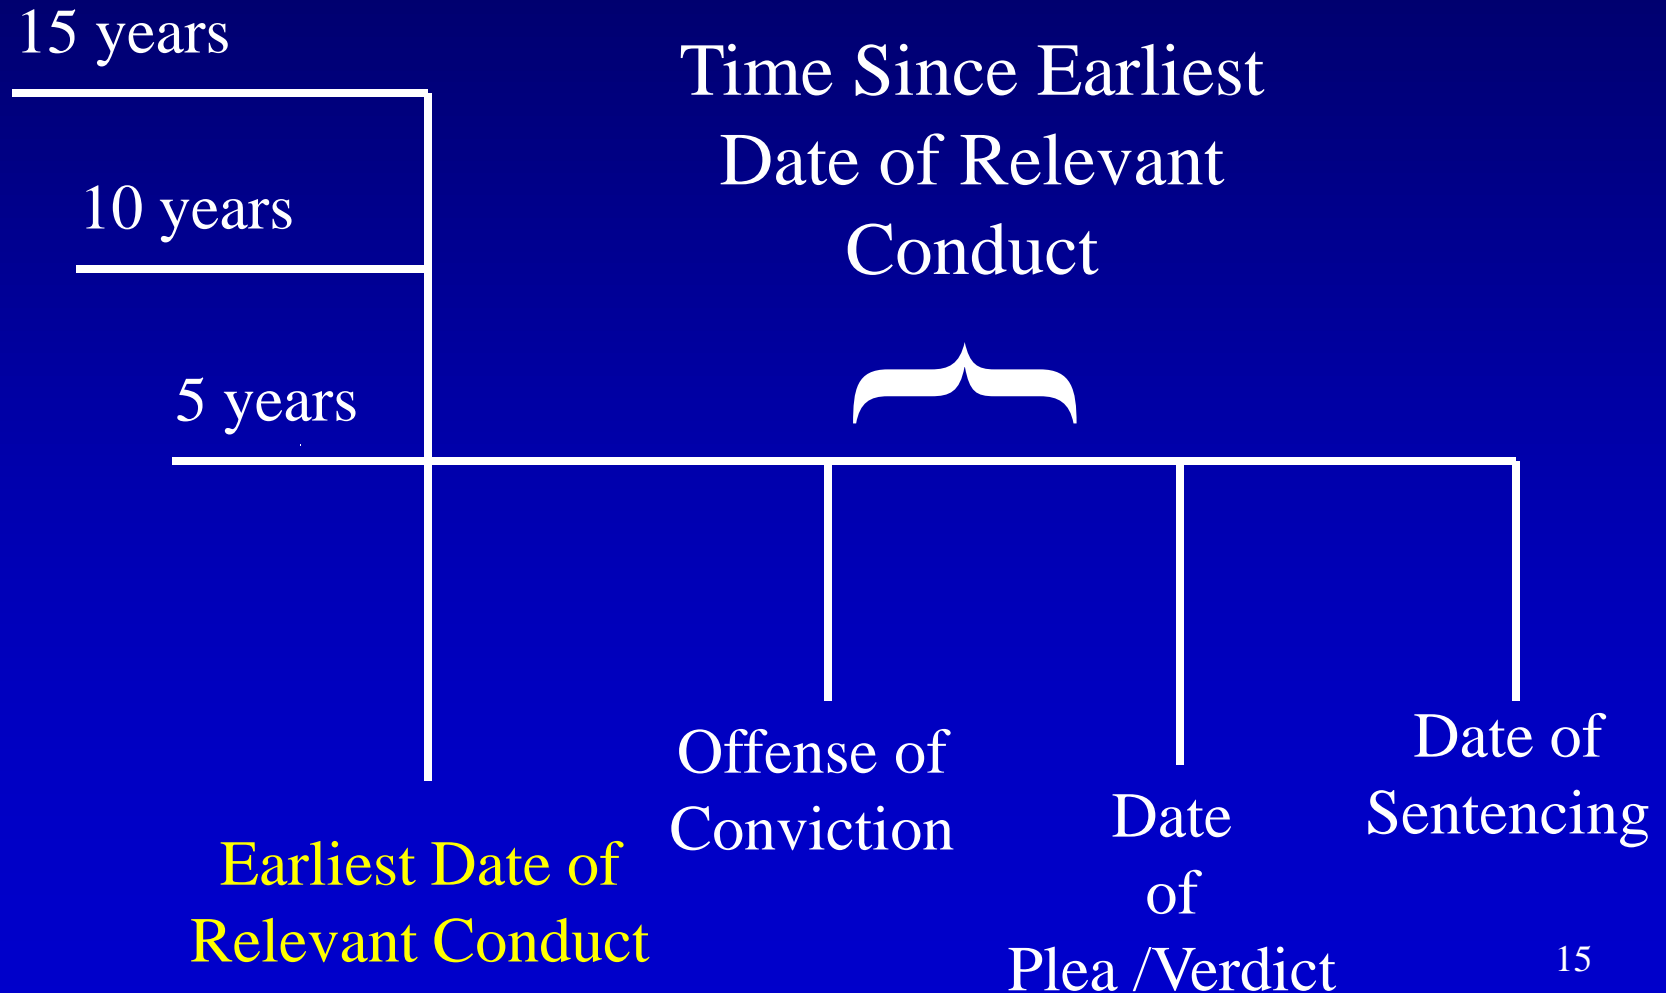 15 years
Time Since Earliest
Date of Relevant
Conduct
10 years
5 years
Offense of
Conviction
Date of
Sentencing
Date
of
Plea /Verdict
Earliest Date of
Relevant Conduct
15